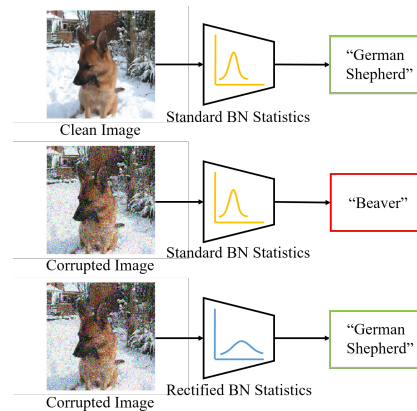 “German
Shepherd”
Clean Image
Standard BN Statistics
“Beaver”
Corrupted Image
Standard BN Statistics
“German
Shepherd”
Corrupted Image
Rectified BN Statistics